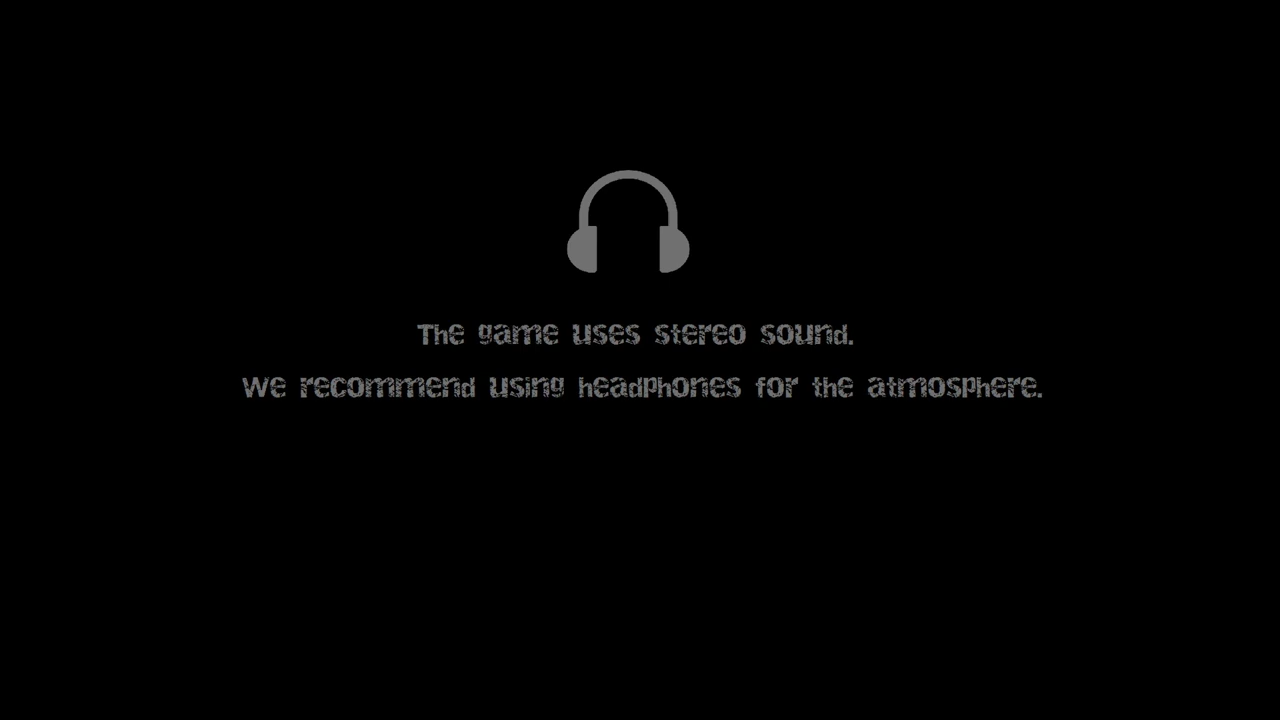 The game uses stereo sound.
We recommend using headphones for the atmosphere.